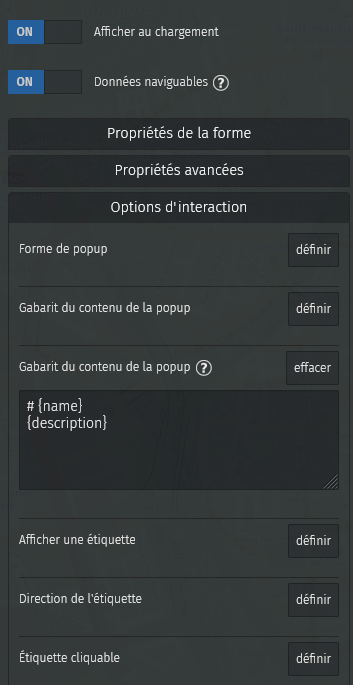 ON Afficher au chargement
ON Données naviguables ?
Propriétés de la forme
Propriétés avancées
Options d'interaction
Forme de popup définir
Gabarit du contenu de la popup définir
Gabarit du contenu de la popup ? effacer
# {name}
{description}
Afficher une étiquette définir
Direction de l'étiquette définir
Étiquette cliquable définir